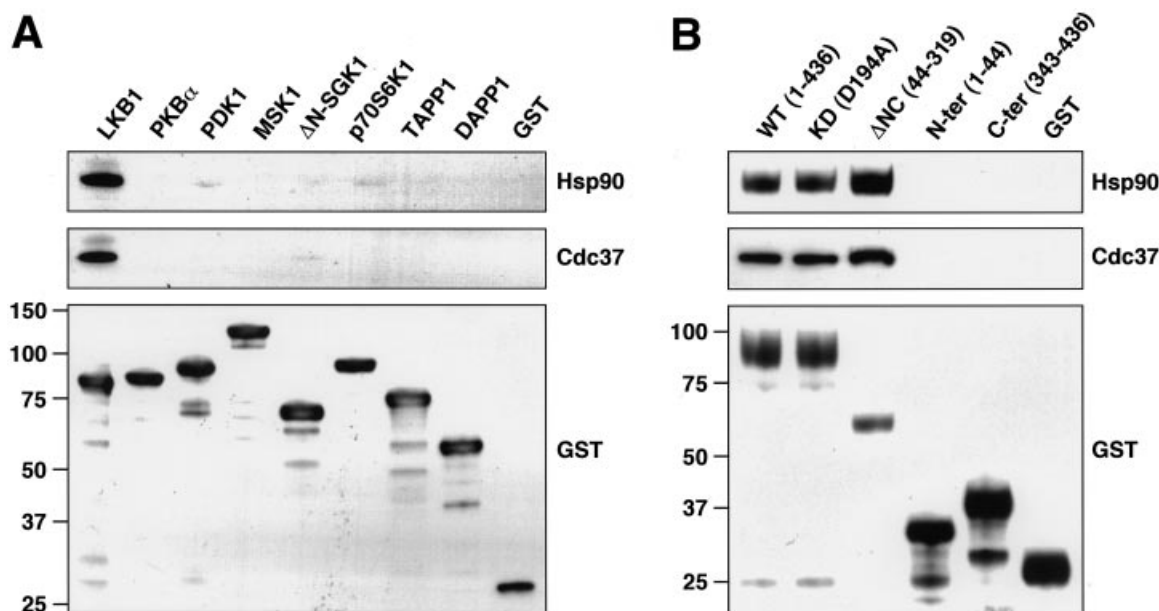 A
B
LKB1
PKBα
PDK1
MSK1
ΔN-SGK1
p70S6K1
TAPP1
DAPP1
GST
WT (1-436)
KD (D194A)
ΔNC (44-319)
N-ter (1-44)
C-ter (343-436)
GST
Hsp90
Hsp90
Cdc37
Cdc37
150
100
75
50
37
25
GST
100
75
50
37
25
GST